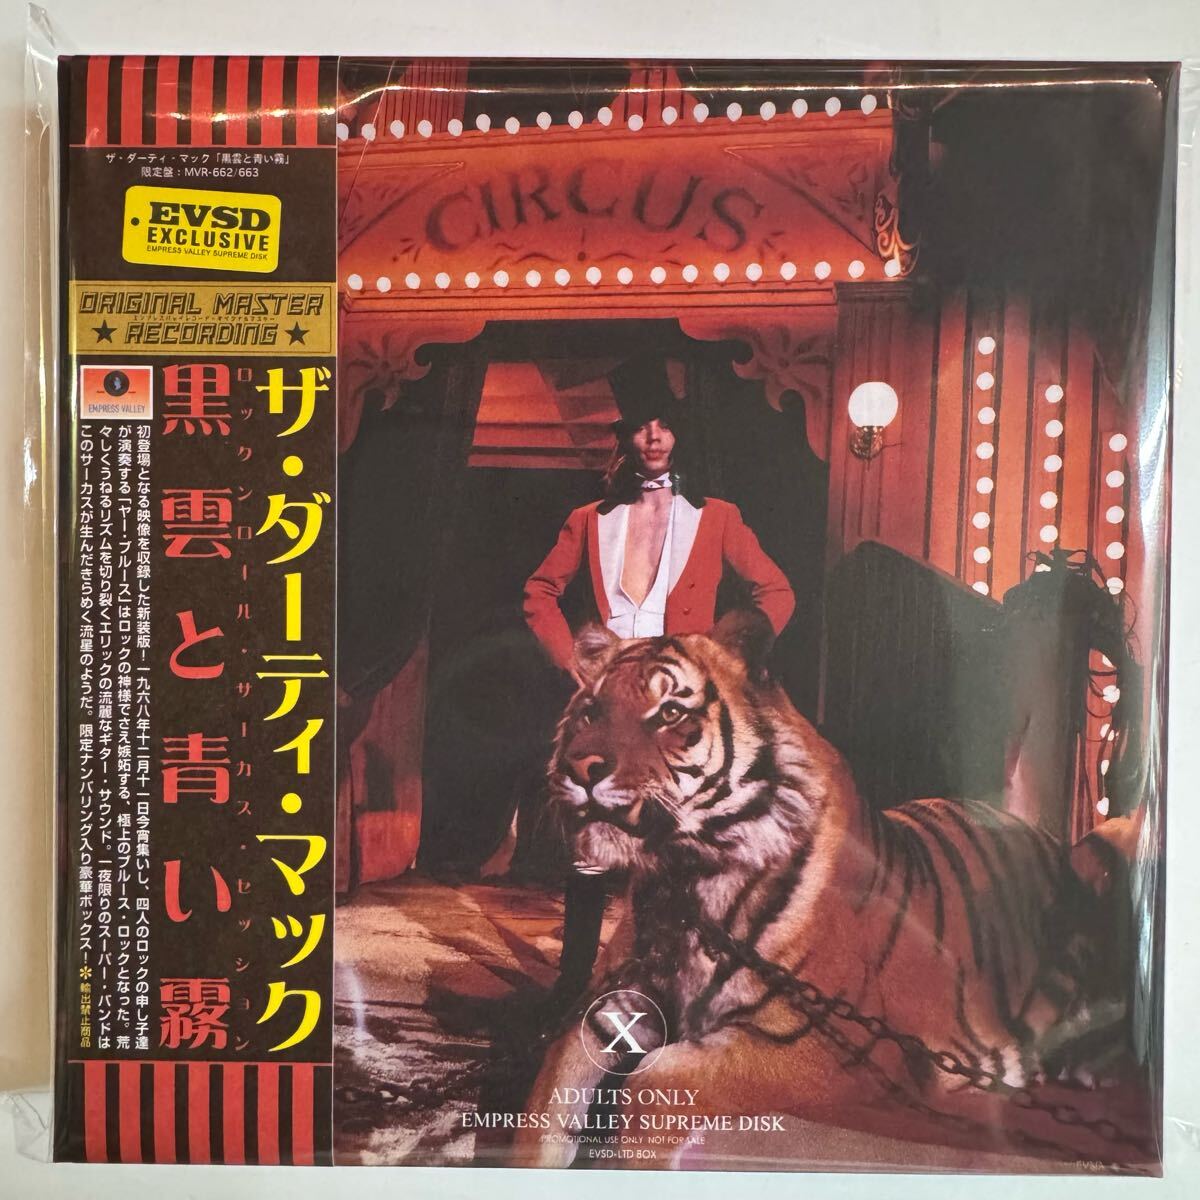 ザ・ダーティ・マック「黒雲と青い霧」
限定盤：MVR-662/663
EVSD
EXCLUSIVE
EMPRESS VALLEY SUPREME DISK
ORIGINAL MASTER
★ RECORDING ★
EMPRESS VALLEY
ザ・ダーティ・マック
ロックンロール・サーカス・セッション
黒雲と青い霧
初登場となる映像を収録した新装版！一九六八年十二月十一日今宵集いし、四人のロックの申し子達
が演奏する「ヤー・ブルース」はロックの神様でさえ嫉妬する、極上のブルース・ロックとなった。荒
々しくうねるリズムを切り裂くエリックの流麗なギター・サウンド。一夜限りのスーパー・バンドは
このサーカスが生んだきらめく流星のようだ。限定ナンバリング入り豪華ボックス！✽輸出禁止商品
CIRCUS
X
ADULTS ONLY
EMPRESS VALLEY SUPREME DISK
PROMOTIONAL USE ONLY NOT FOR SALE
EVSD-LTD BOX